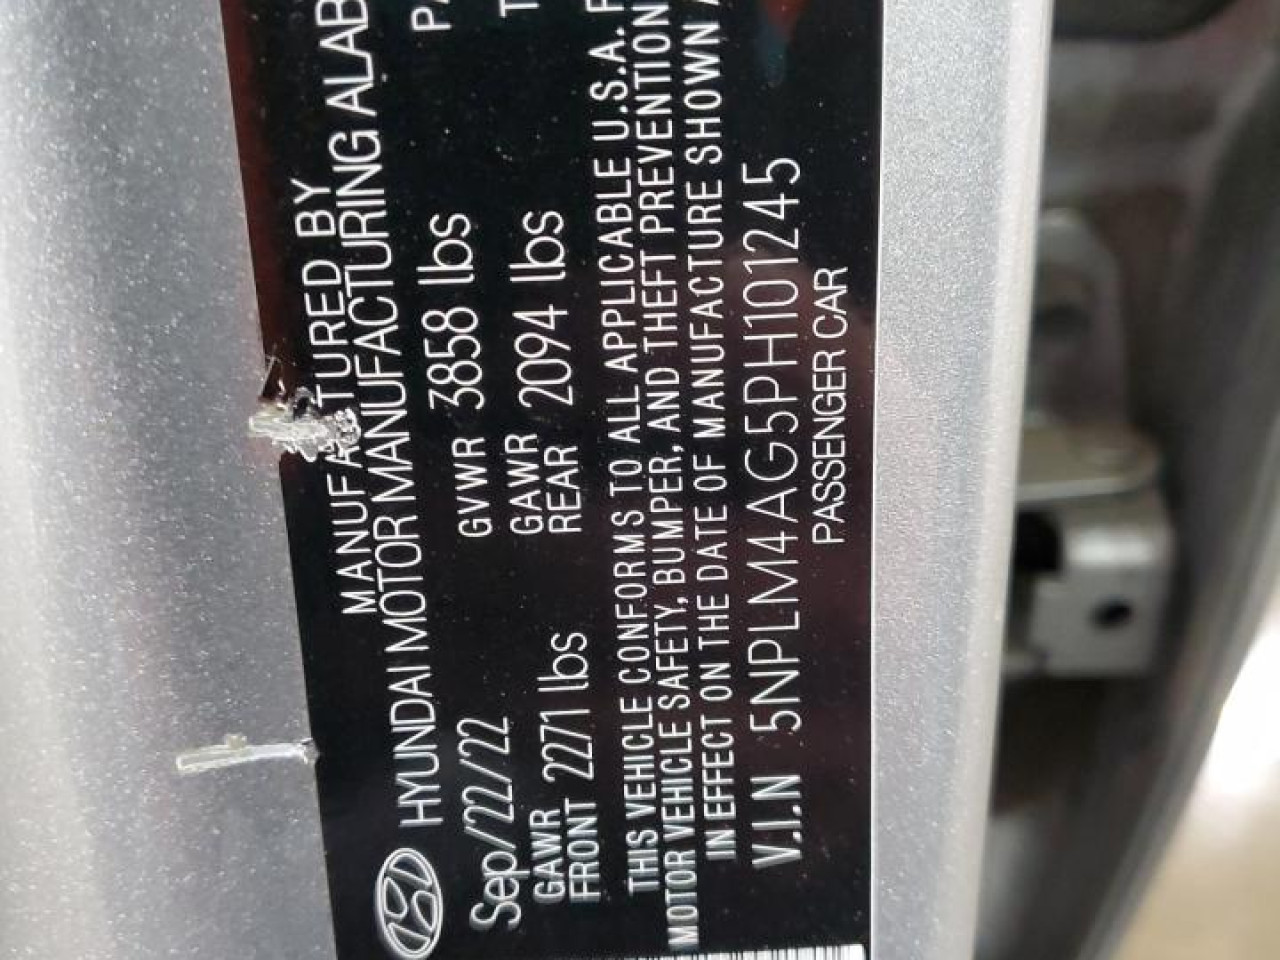 MANUFACTURED BY
HYUNDAI MOTOR MANUFACTURING ALAB
Sep/22/22 GVWR 3858 lbs PA
GAWR FRONT 2271 lbs GAWR REAR 2094 lbs T
THIS VEHICLE CONFORMS TO ALL APPLICABLE U.S.A. F
MOTOR VEHICLE SAFETY, BUMPER, AND THEFT PREVENTION
IN EFFECT ON THE DATE OF MANUFACTURE SHOWN A
V.I.N 5NPLM4AG5PH101245
PASSENGER CAR